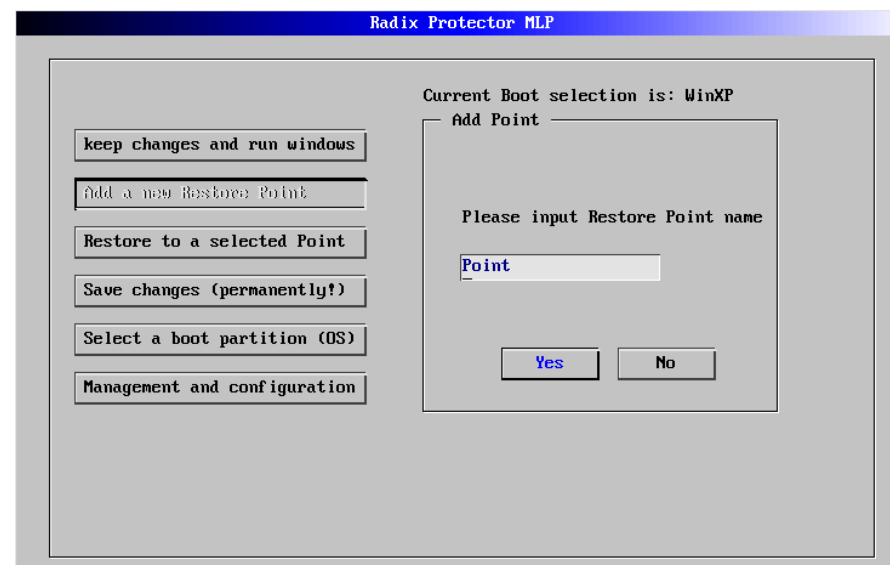 Radix Protector MLP
Current Boot selection is: WinXP
Add Point
keep changes and run windows
Add a new Restore Point
Restore to a selected Point
Save changes (permanently!)
Select a boot partition (OS)
Management and configuration
Please input Restore Point name
Point
Yes
No